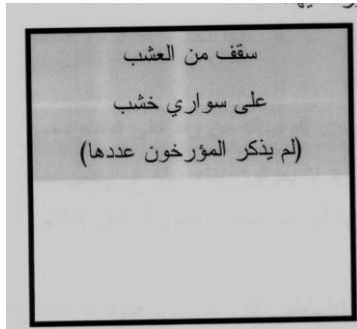 سقف من العشب
على سواري خشب
(لم يذكر المؤرخون عددها)